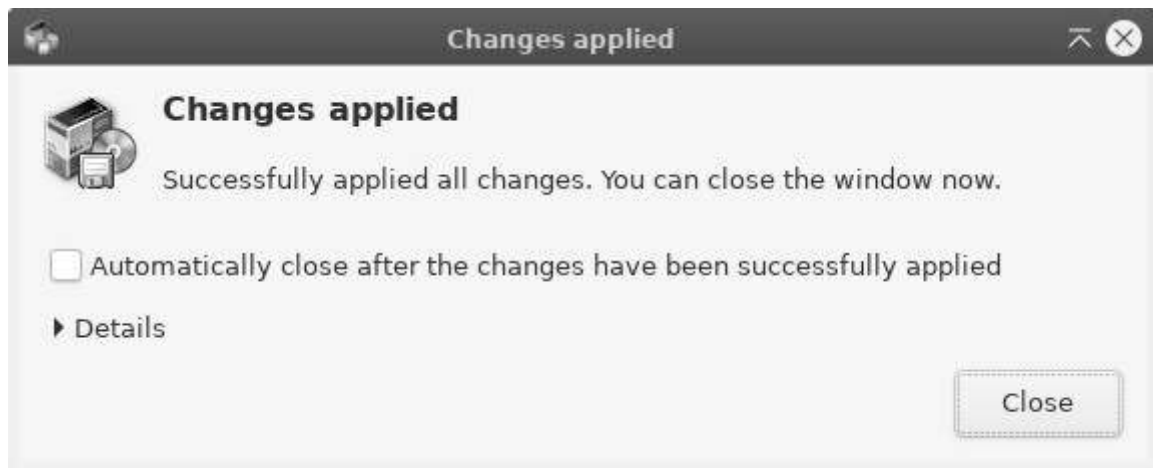 Changes applied
Changes applied
Successfully applied all changes. You can close the window now.
Automatically close after the changes have been successfully applied
Details
Close